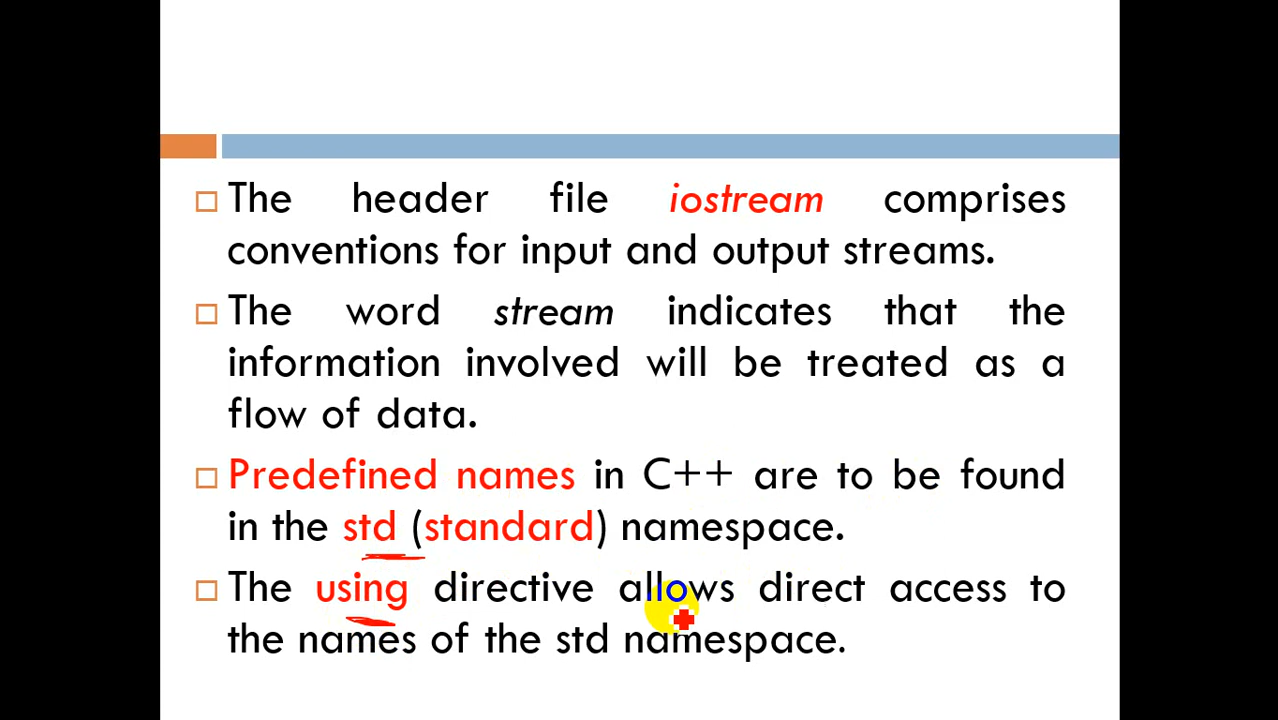 The header file iostream comprises
conventions for input and output streams.
The word stream indicates that the
information involved will be treated as a
flow of data.
Predefined names in C++ are to be found
in the std (standard) namespace.
The using directive allows direct access to
the names of the std namespace.